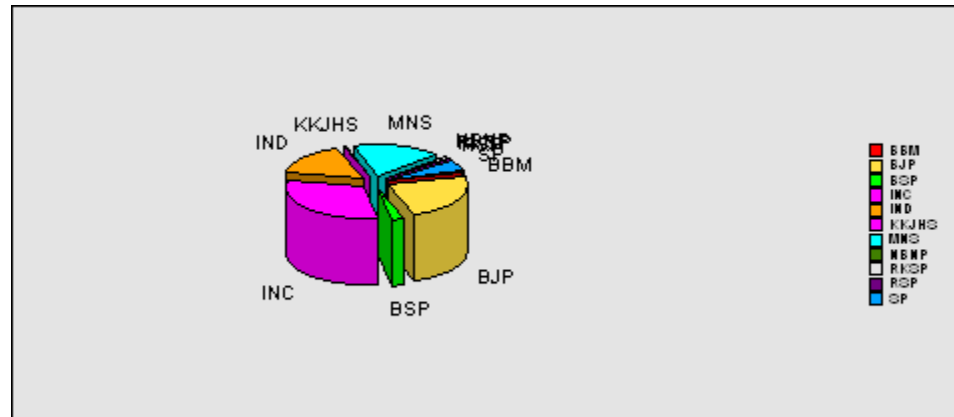 KKJHS
MNS
IND
SP
BBM
BJP
INC
BSP
BBM
BJP
BSP
INC
IND
KKJHS
MNS
NBNP
RKSP
RSP
SP